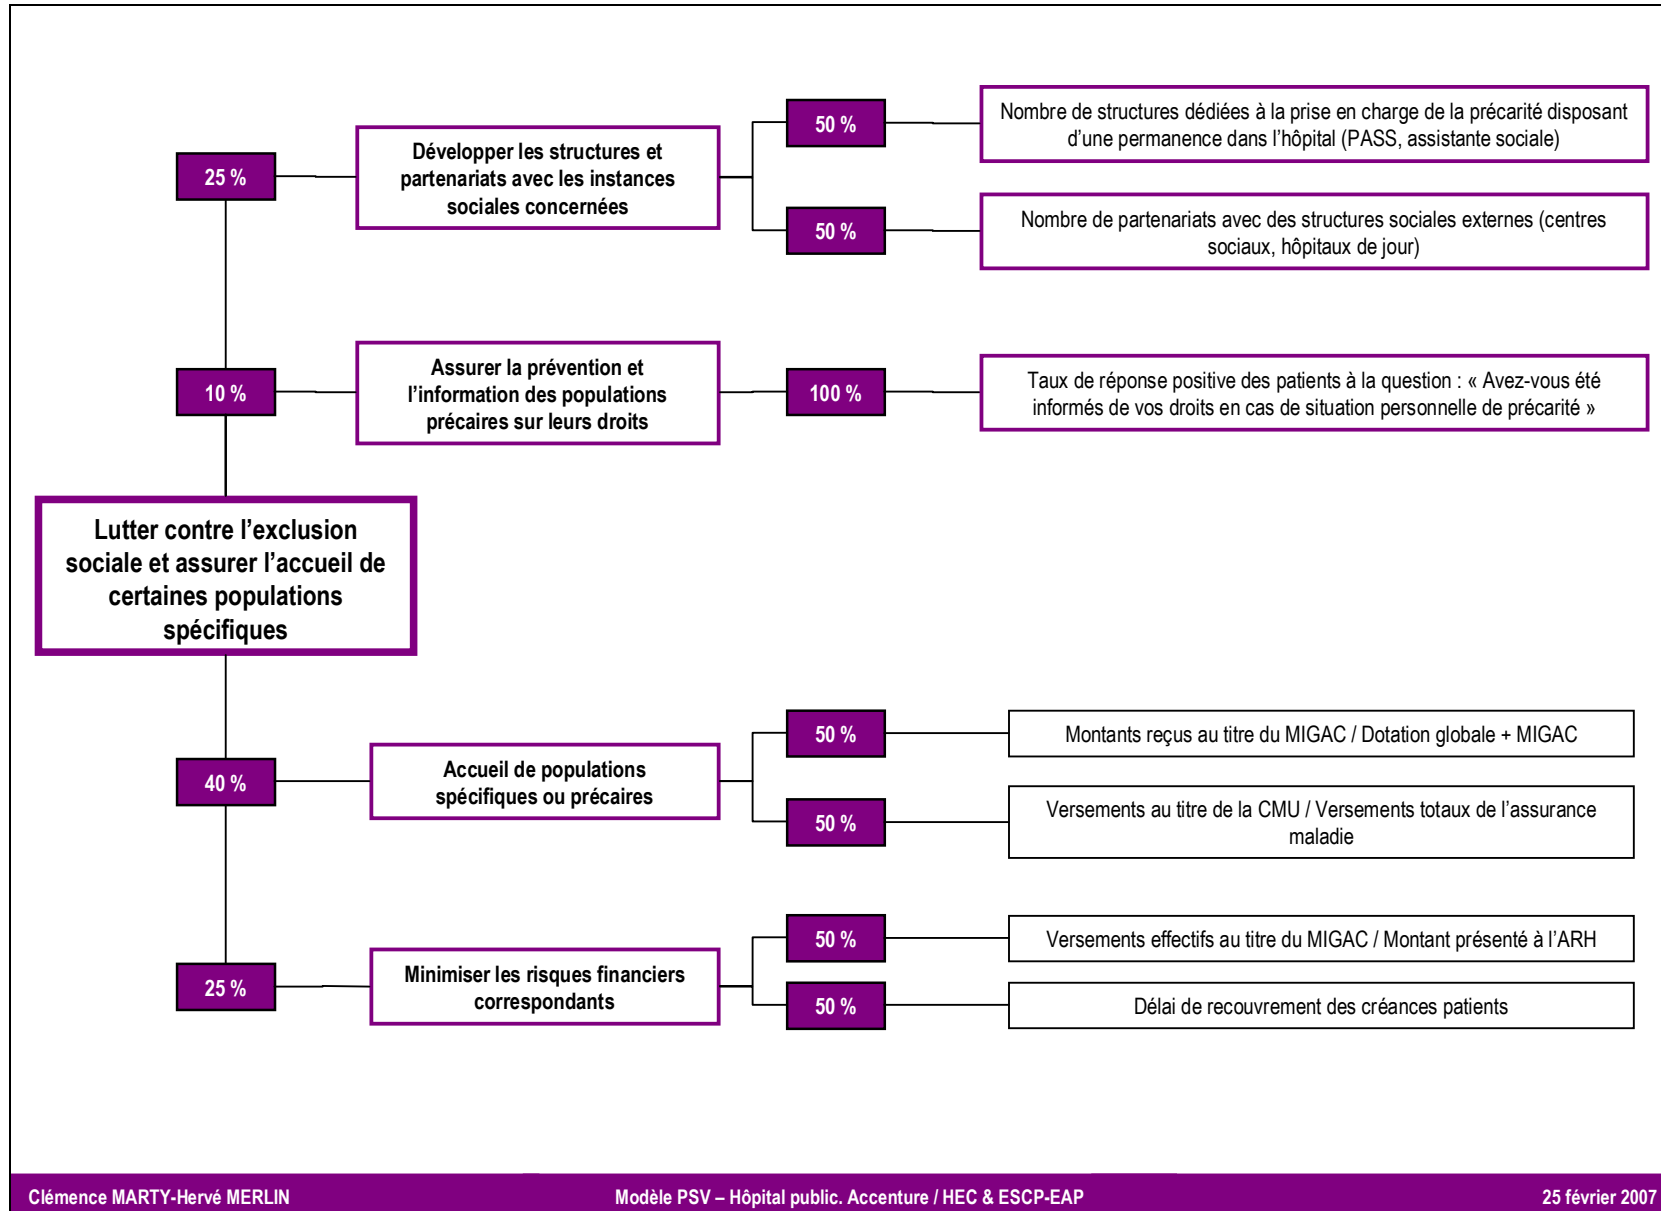 50 %
Nombre de structures dédiées à la prise en charge de la précarité disposant
d’une permanence dans l’hôpital (PASS, assistante sociale)
25 %
Développer les structures et
partenariats avec les instances
sociales concernées
50 %
Nombre de partenariats avec des structures sociales externes (centres
sociaux, hôpitaux de jour)
10 %
Assurer la prévention et
l’information des populations
précaires sur leurs droits
100 %
Taux de réponse positive des patients à la question : « Avez-vous été
informés de vos droits en cas de situation personnelle de précarité »
Lutter contre l’exclusion
sociale et assurer l’accueil de
certaines populations
spécifiques
50 %
Montants reçus au titre du MIGAC / Dotation globale + MIGAC
40 %
Accueil de populations
spécifiques ou précaires
50 %
Versements au titre de la CMU / Versements totaux de l’assurance
maladie
50 %
Versements effectifs au titre du MIGAC / Montant présenté à l’ARH
25 %
Minimiser les risques financiers
correspondants
50 %
Délai de recouvrement des créances patients
Clémence MARTY-Hervé MERLIN
Modèle PSV – Hôpital public. Accenture / HEC & ESCP-EAP
25 février 2007